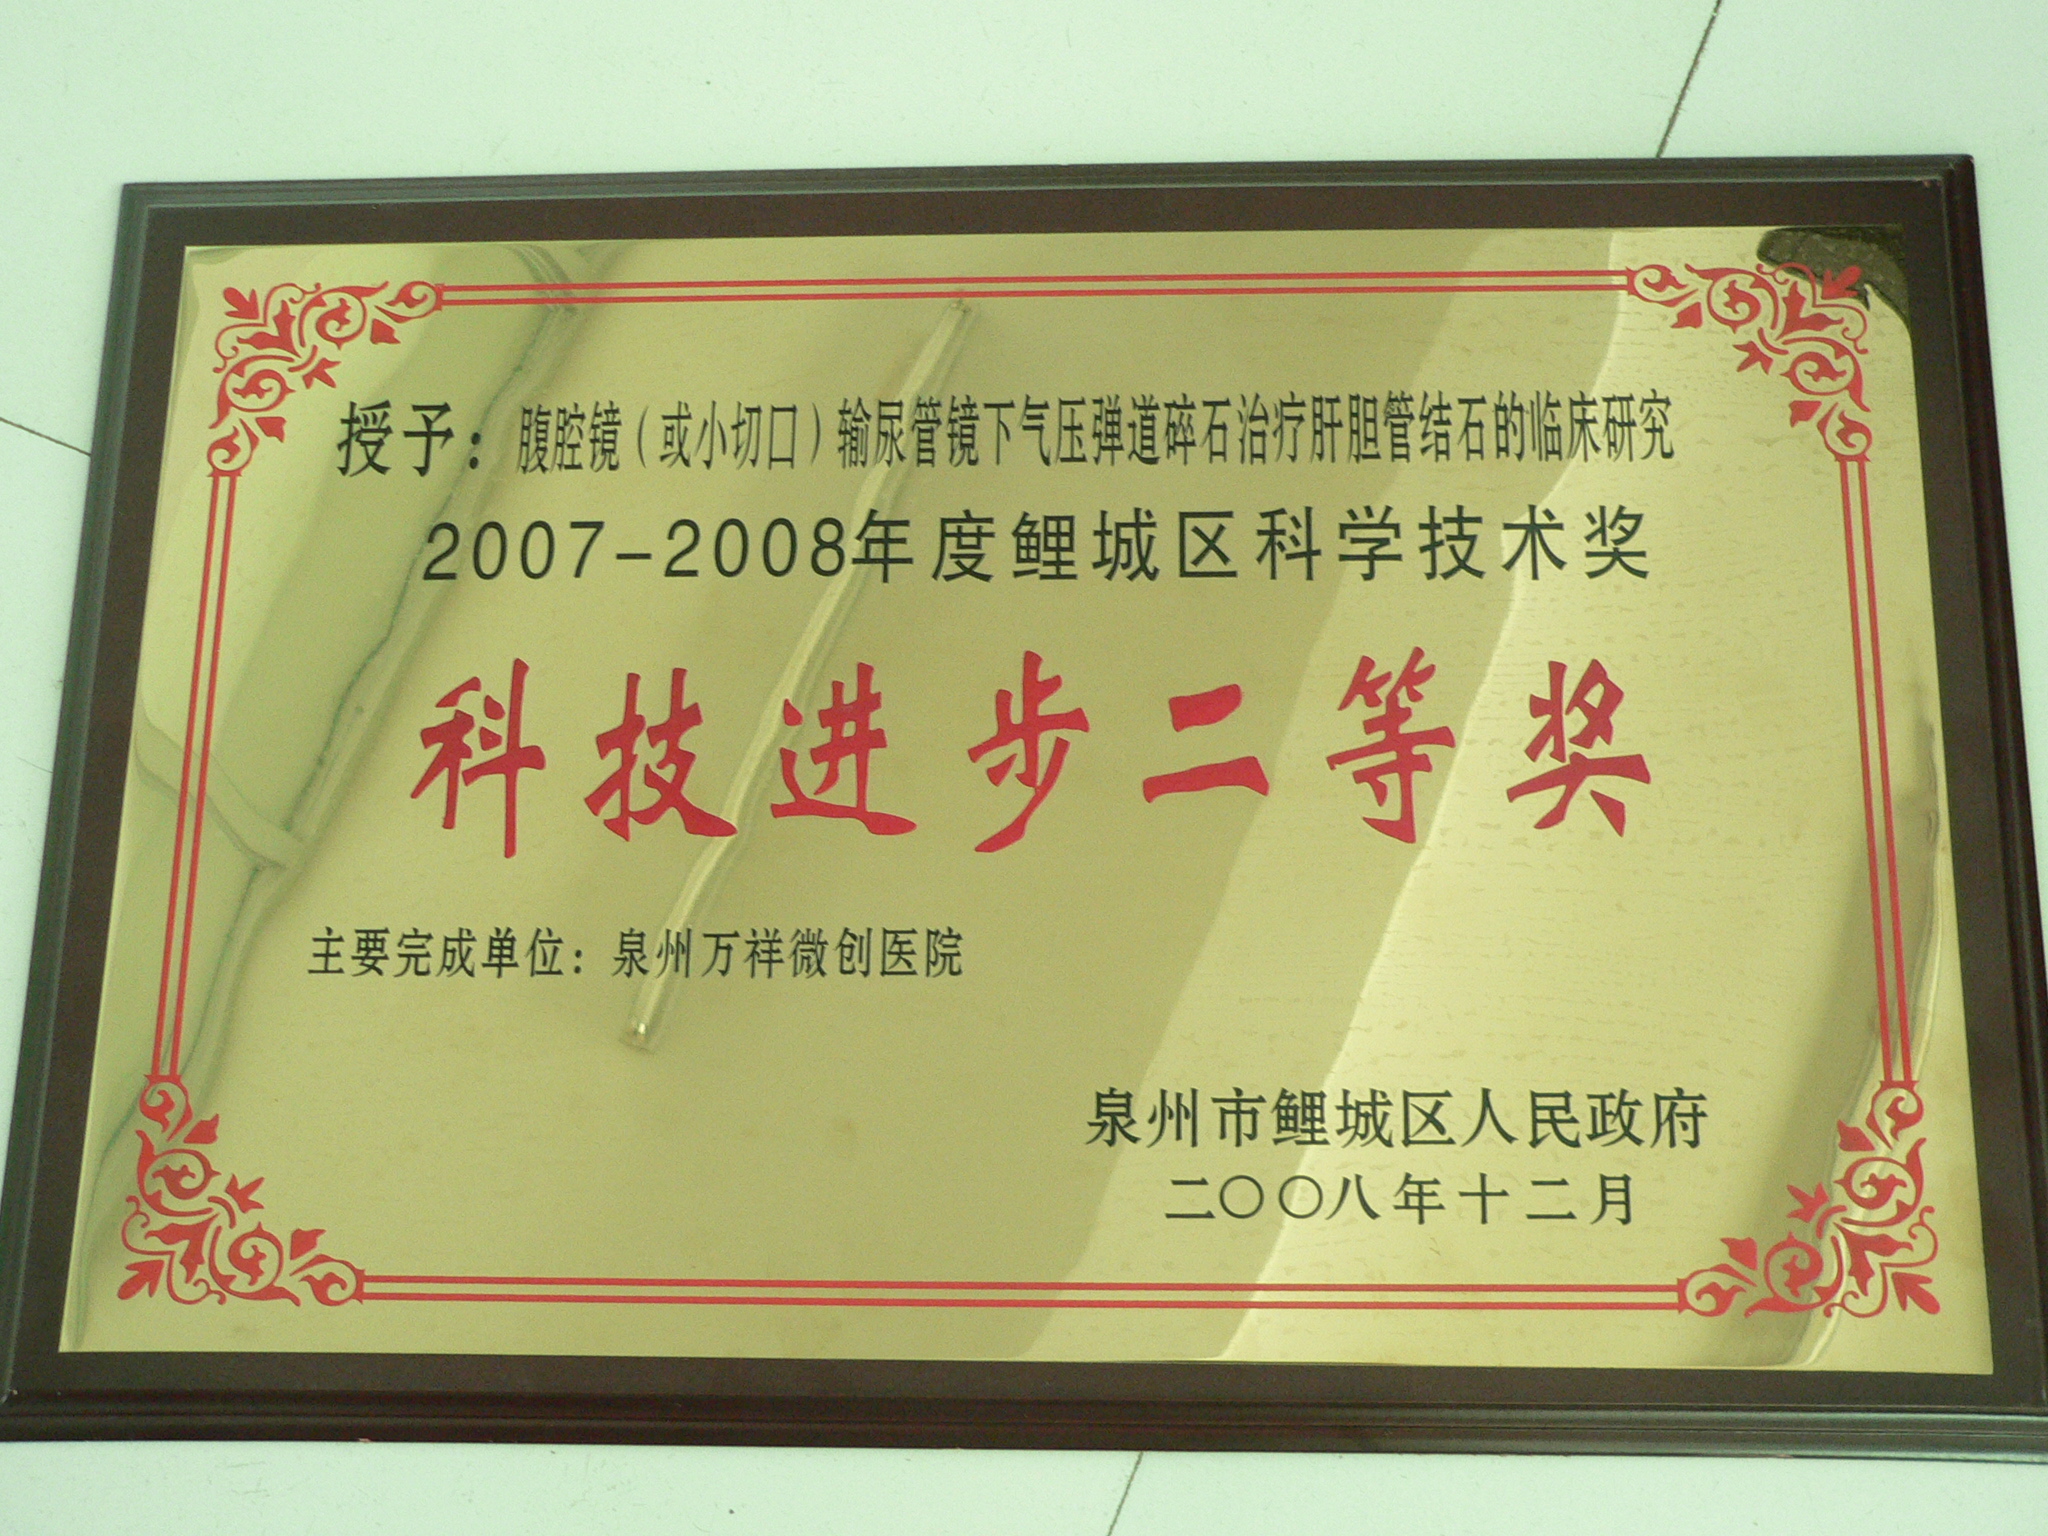 授予：腹腔镜（或小切口）输尿管镜下气压弹道碎石治疗肝胆管结石的临床研究
2007-2008年度鲤城区科学技术奖
科技进步二等奖
主要完成单位：泉州万祥微创医院
泉州市鲤城区人民政府
二〇〇八年十二月